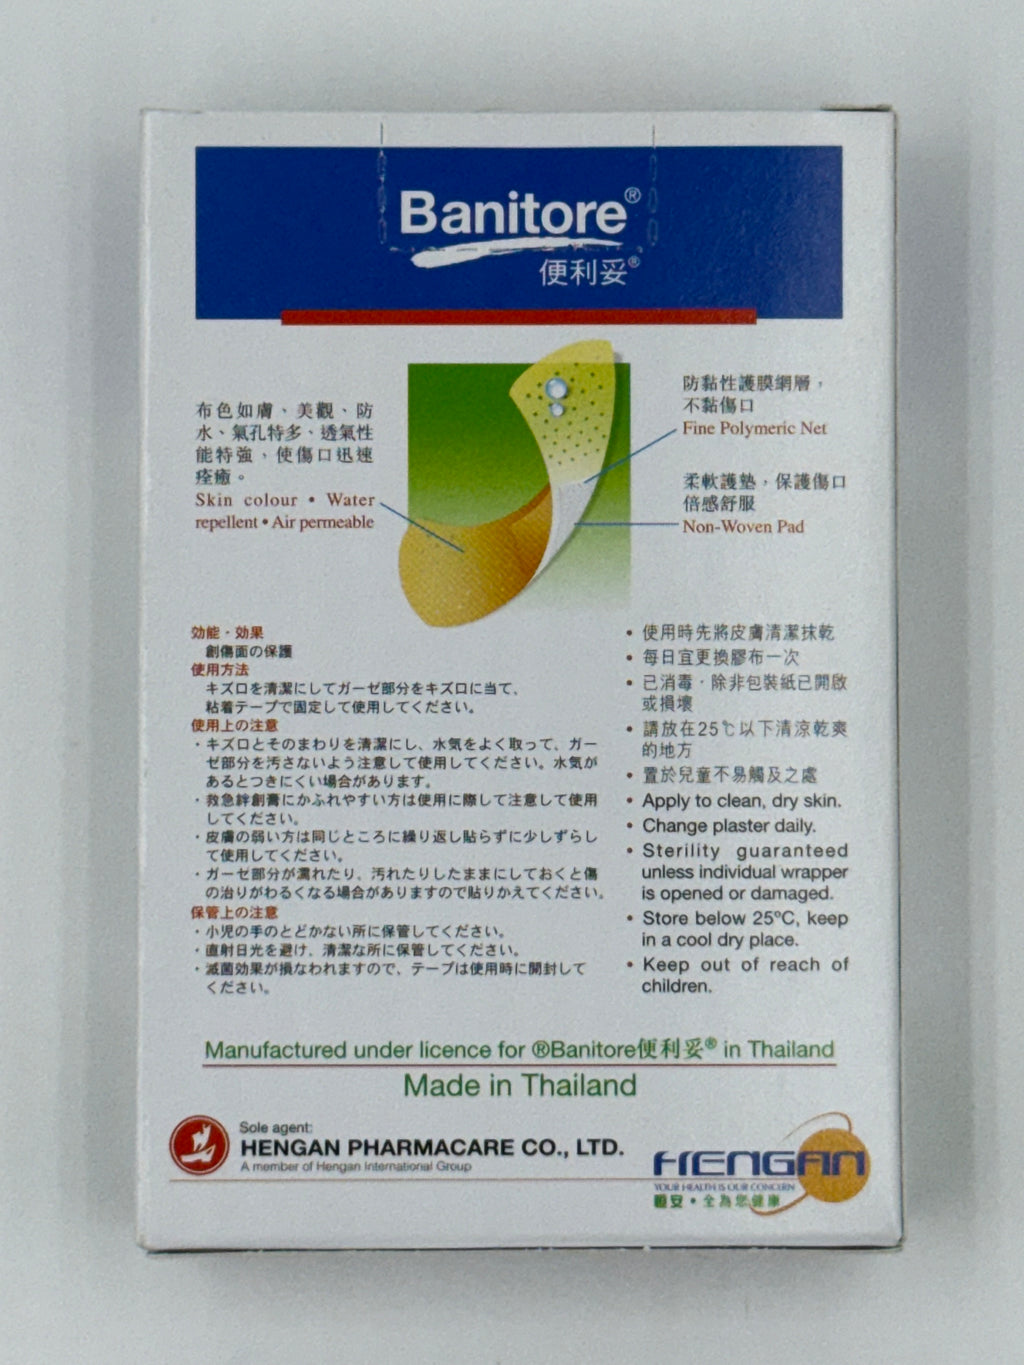 Banitore®
便利妥®
布色如膚、美觀、防
水、氣孔特多、透氣性
能特強，使傷口迅速
痊癒。
Skin colour • Water
repellent • Air permeable
防黏性護膜網層，
不黏傷口
Fine Polymeric Net
柔軟護墊，保護傷口
倍感舒服
Non-Woven Pad
効能・効果
創傷面の保護
使用方法
キズ口を清潔にしてガーゼ部分をキズ口に当て、
粘着テープで固定して使用してください。
使用上の注意
・キズ口とそのまわりを清潔にし、水気をよく取って、ガー
ゼ部分を汚さないよう注意して使用してください。水気が
あるとつきにくい場合があります。
・救急絆創膏にかぶれやすい方は使用に際して注意して使用
してください。
・皮膚の弱い方は同じところに繰り返し貼らずに少しずらし
て使用してください。
・ガーゼ部分が濡れたり、汚れたりしたままにしておくと傷
の治りがわるくなる場合がありますので貼りかえてください。
保管上の注意
・小児の手のとどかない所に保管してください。
・直射日光を避け、清潔な所に保管してください。
・滅菌効果が損なわれますので、テープは使用時に開封して
ください。
• 使用時先將皮膚清潔抹乾
• 每日宜更換膠布一次
• 已消毒，除非包裝紙已開啟
或損壞
• 請放在25℃以下清涼乾爽
的地方
• 置於兒童不易觸及之處
• Apply to clean, dry skin.
• Change plaster daily.
• Sterility guaranteed
unless individual wrapper
is opened or damaged.
• Store below 25ºC, keep
in a cool dry place.
• Keep out of reach of
children.
Manufactured under licence for ®Banitore便利妥® in Thailand
Made in Thailand
Sole agent:
HENGAN PHARMACARE CO., LTD.
A member of Hengan International Group
HENGAN
YOUR HEALTH IS OUR CONCERN
恒安・全為您健康